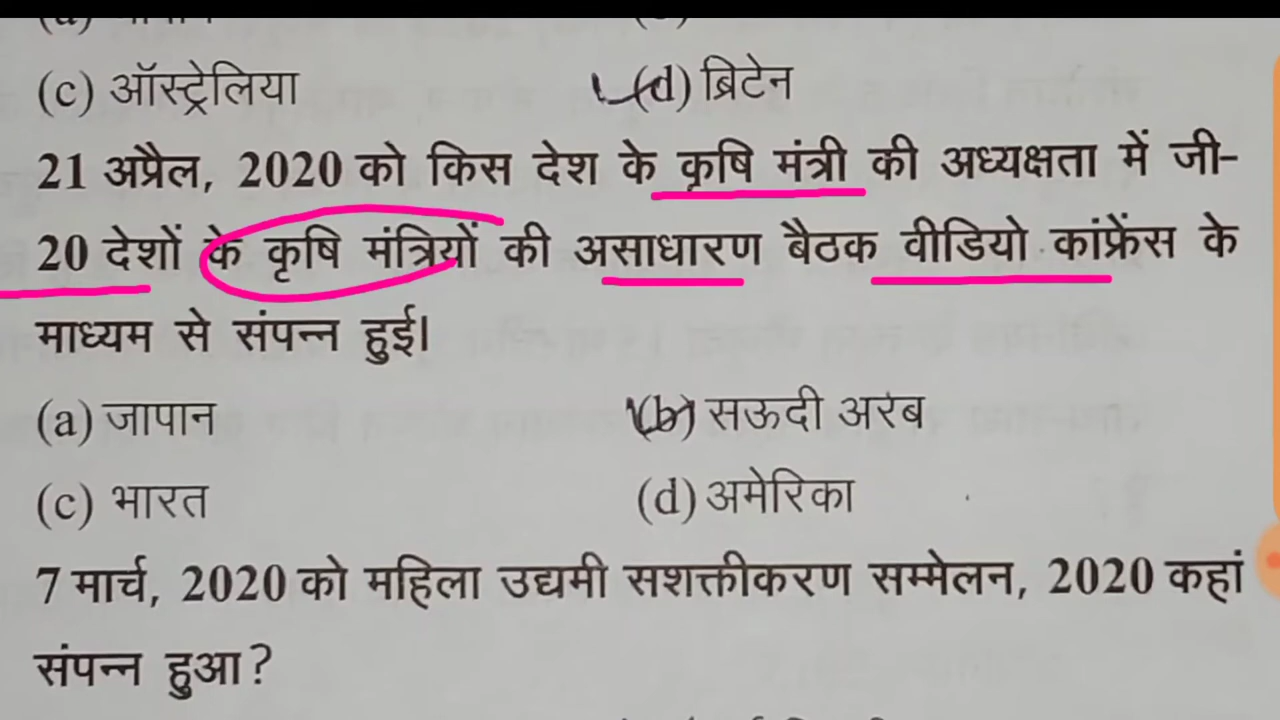 (c) ऑस्ट्रेलिया (d) ब्रिटेन
21 अप्रैल, 2020 को किस देश के कृषि मंत्री की अध्यक्षता में जी-
20 देशों के कृषि मंत्रियों की असाधारण बैठक वीडियो कांफ्रेंस के
माध्यम से संपन्न हुई।
(a) जापान (b) सऊदी अरब
(c) भारत (d) अमेरिका
7 मार्च, 2020 को महिला उद्यमी सशक्तीकरण सम्मेलन, 2020 कहां
संपन्न हुआ?